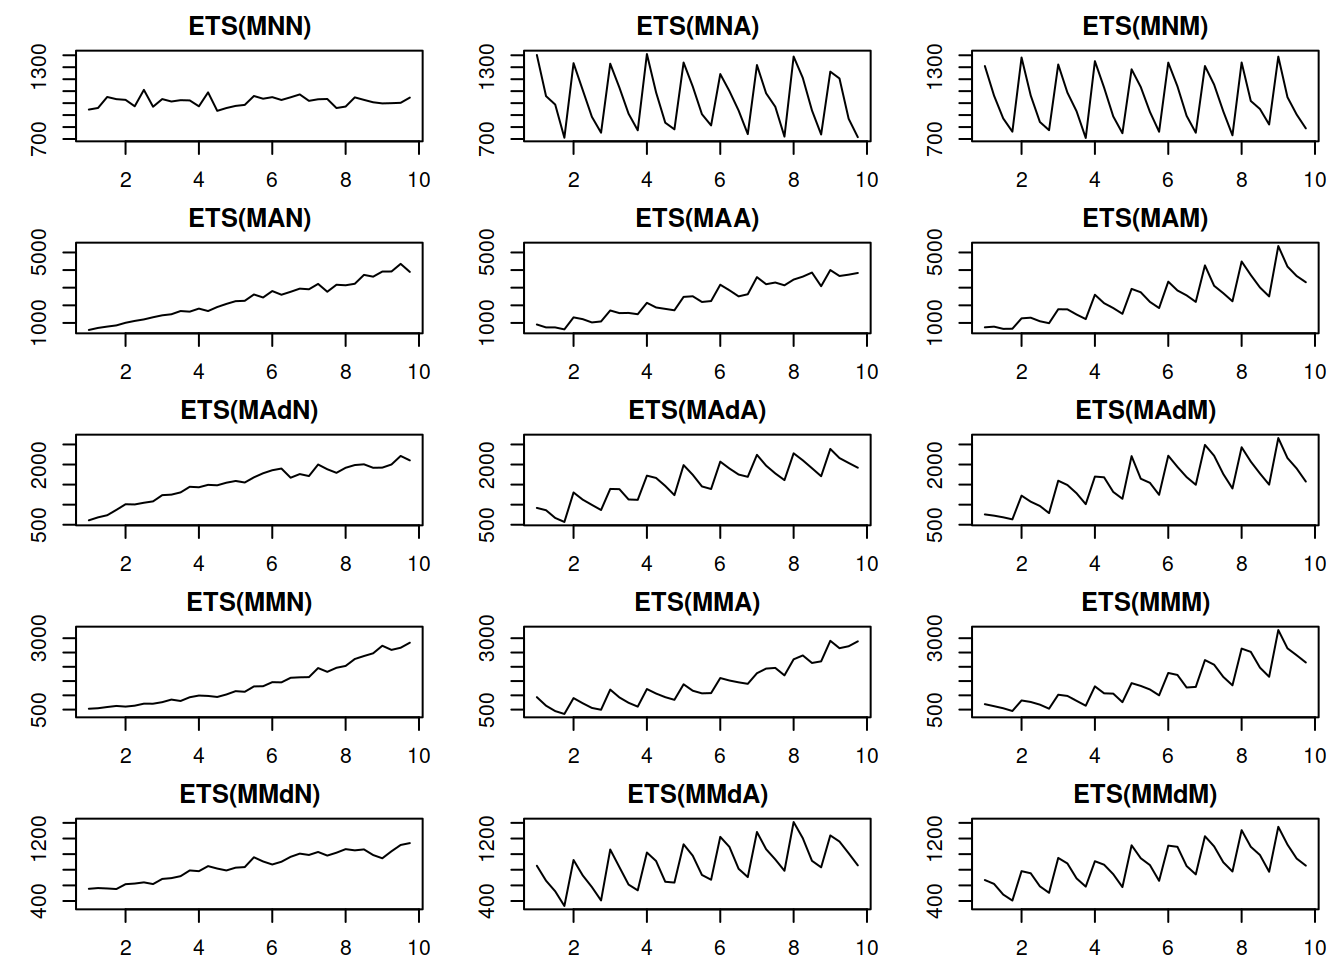 ETS(MNN) ETS(MNA) ETS(MNM)
1300 1300 1300
700 700 700
2 4 6 8 10 2 4 6 8 10 2 4 6 8 10
ETS(MAN) ETS(MAA) ETS(MAM)
5000 5000 5000
1000 1000 1000
2 4 6 8 10 2 4 6 8 10 2 4 6 8 10
ETS(MAdN) ETS(MAdA) ETS(MAdM)
2000 2000 2000
500 500 500
2 4 6 8 10 2 4 6 8 10 2 4 6 8 10
ETS(MMN) ETS(MMA) ETS(MMM)
3000 3000 3000
500 500 500
2 4 6 8 10 2 4 6 8 10 2 4 6 8 10
ETS(MMdN) ETS(MMdA) ETS(MMdM)
1200 1200 1200
400 400 400
2 4 6 8 10 2 4 6 8 10 2 4 6 8 10